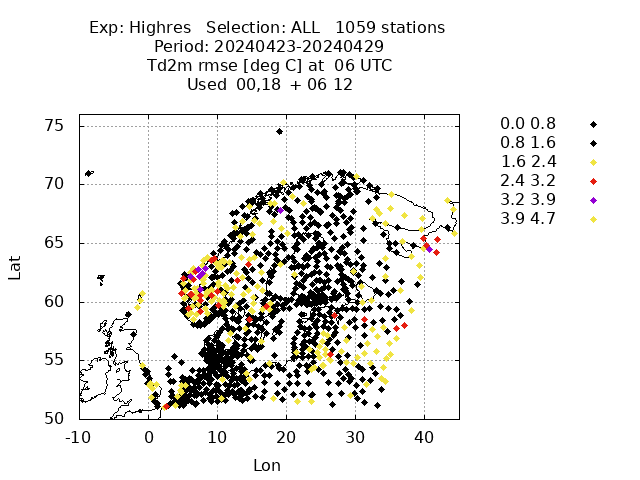 Exp: Highres   Selection: ALL   1059 stations
Period: 20240423-20240429
Td2m rmse [deg C] at  06 UTC
Used  00,18  + 06 12
0.0 0.8
0.8 1.6
1.6 2.4
2.4 3.2
3.2 3.9
3.9 4.7
75
70
65
60
55
50
Lat
-10 0 10 20 30 40
Lon